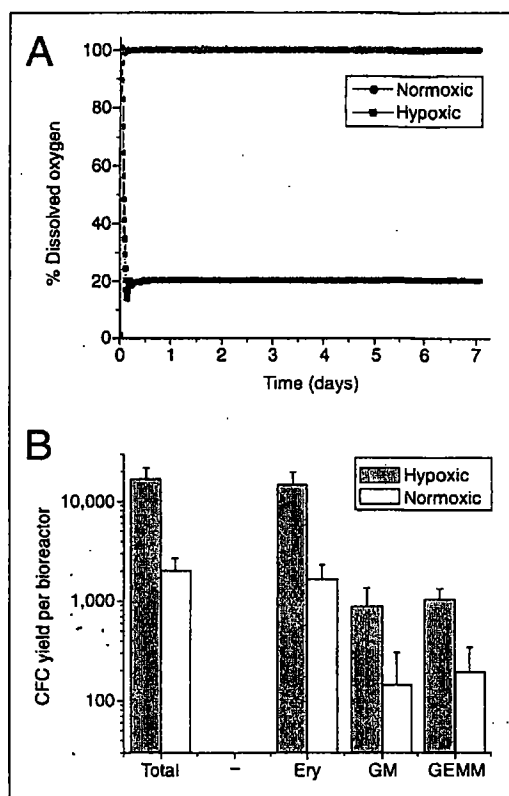 A
100
80
60
40
20
0
% Dissolved oxygen
Normoxic
Hypoxic
0 1 2 3 4 5 6 7
Time (days)
B
10,000
1,000
100
CFC yield per bioreactor
Hypoxic
Normoxic
Total – Ery GM GEMM